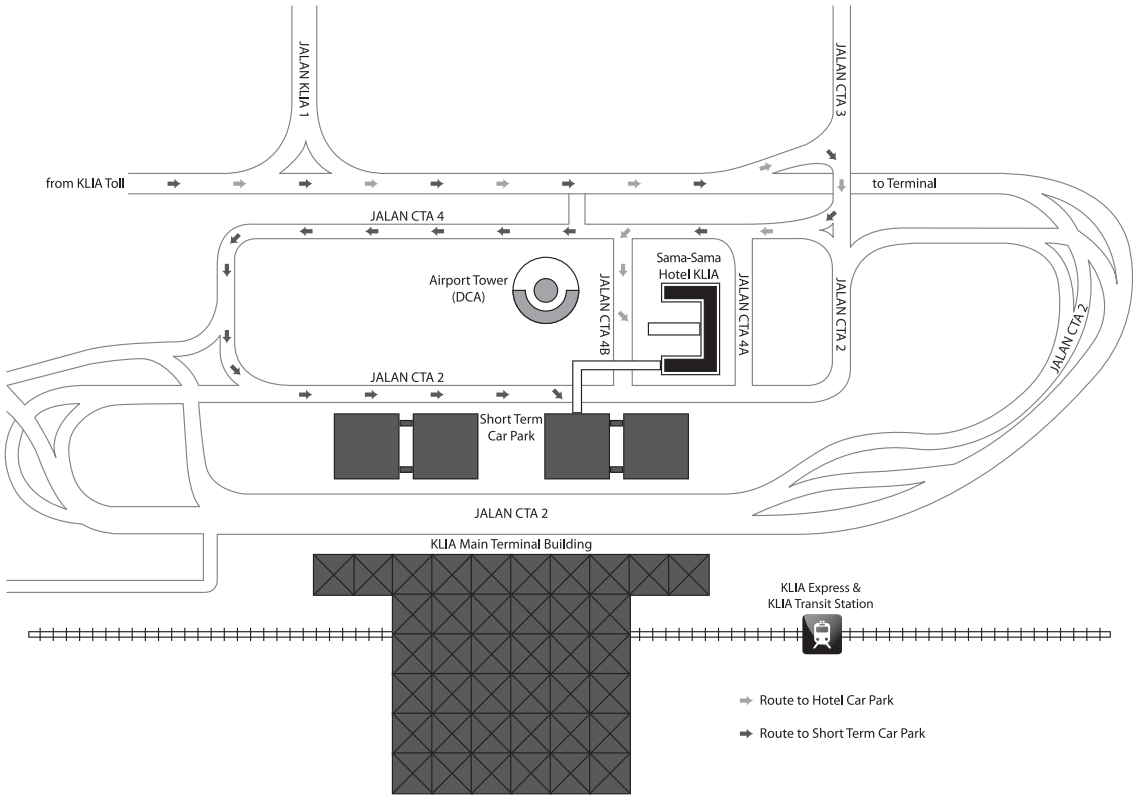 JALAN KLIA 1
JALAN CTA 3
from KLIA Toll
to Terminal
JALAN CTA 4
Airport Tower
(DCA)
JALAN CTA 4B
Sama-Sama
Hotel KLIA
JALAN CTA 4A
JALAN CTA 2
JALAN CTA 2
JALAN CTA 2
Short Term
Car Park
JALAN CTA 2
KLIA Main Terminal Building
KLIA Express &
KLIA Transit Station
Route to Hotel Car Park
Route to Short Term Car Park